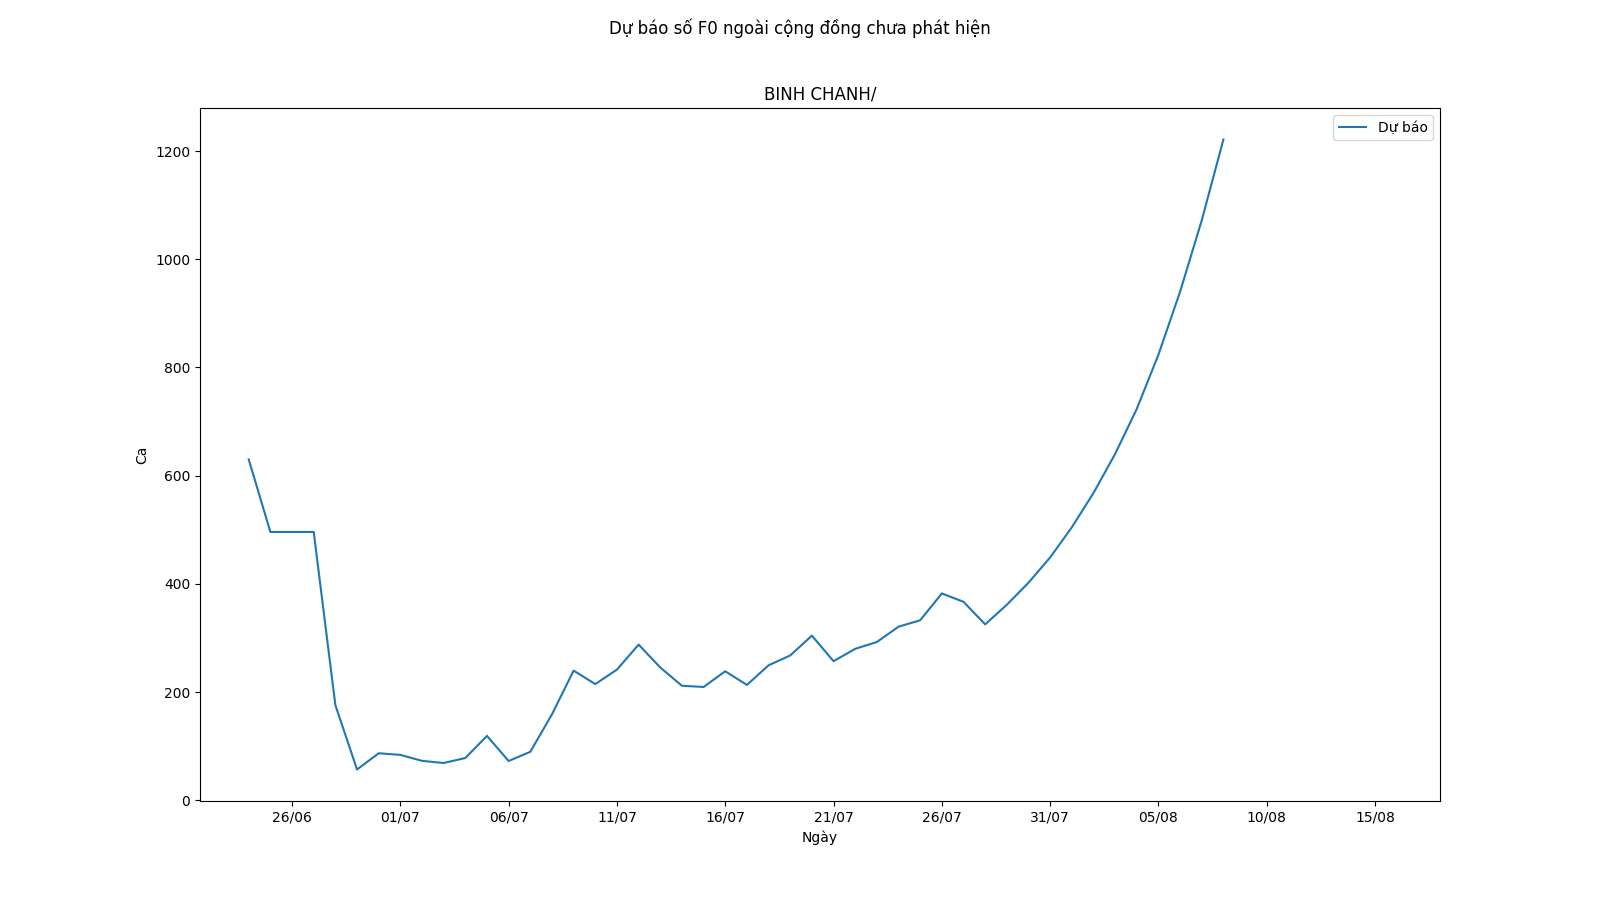 Dự báo số F0 ngoài cộng đồng chưa phát hiện
BINH CHANH/
Dự báo
1200
1000
800
600
400
200
0
Ca
26/06 01/07 06/07 11/07 16/07 21/07 26/07 31/07 05/08 10/08 15/08
Ngày